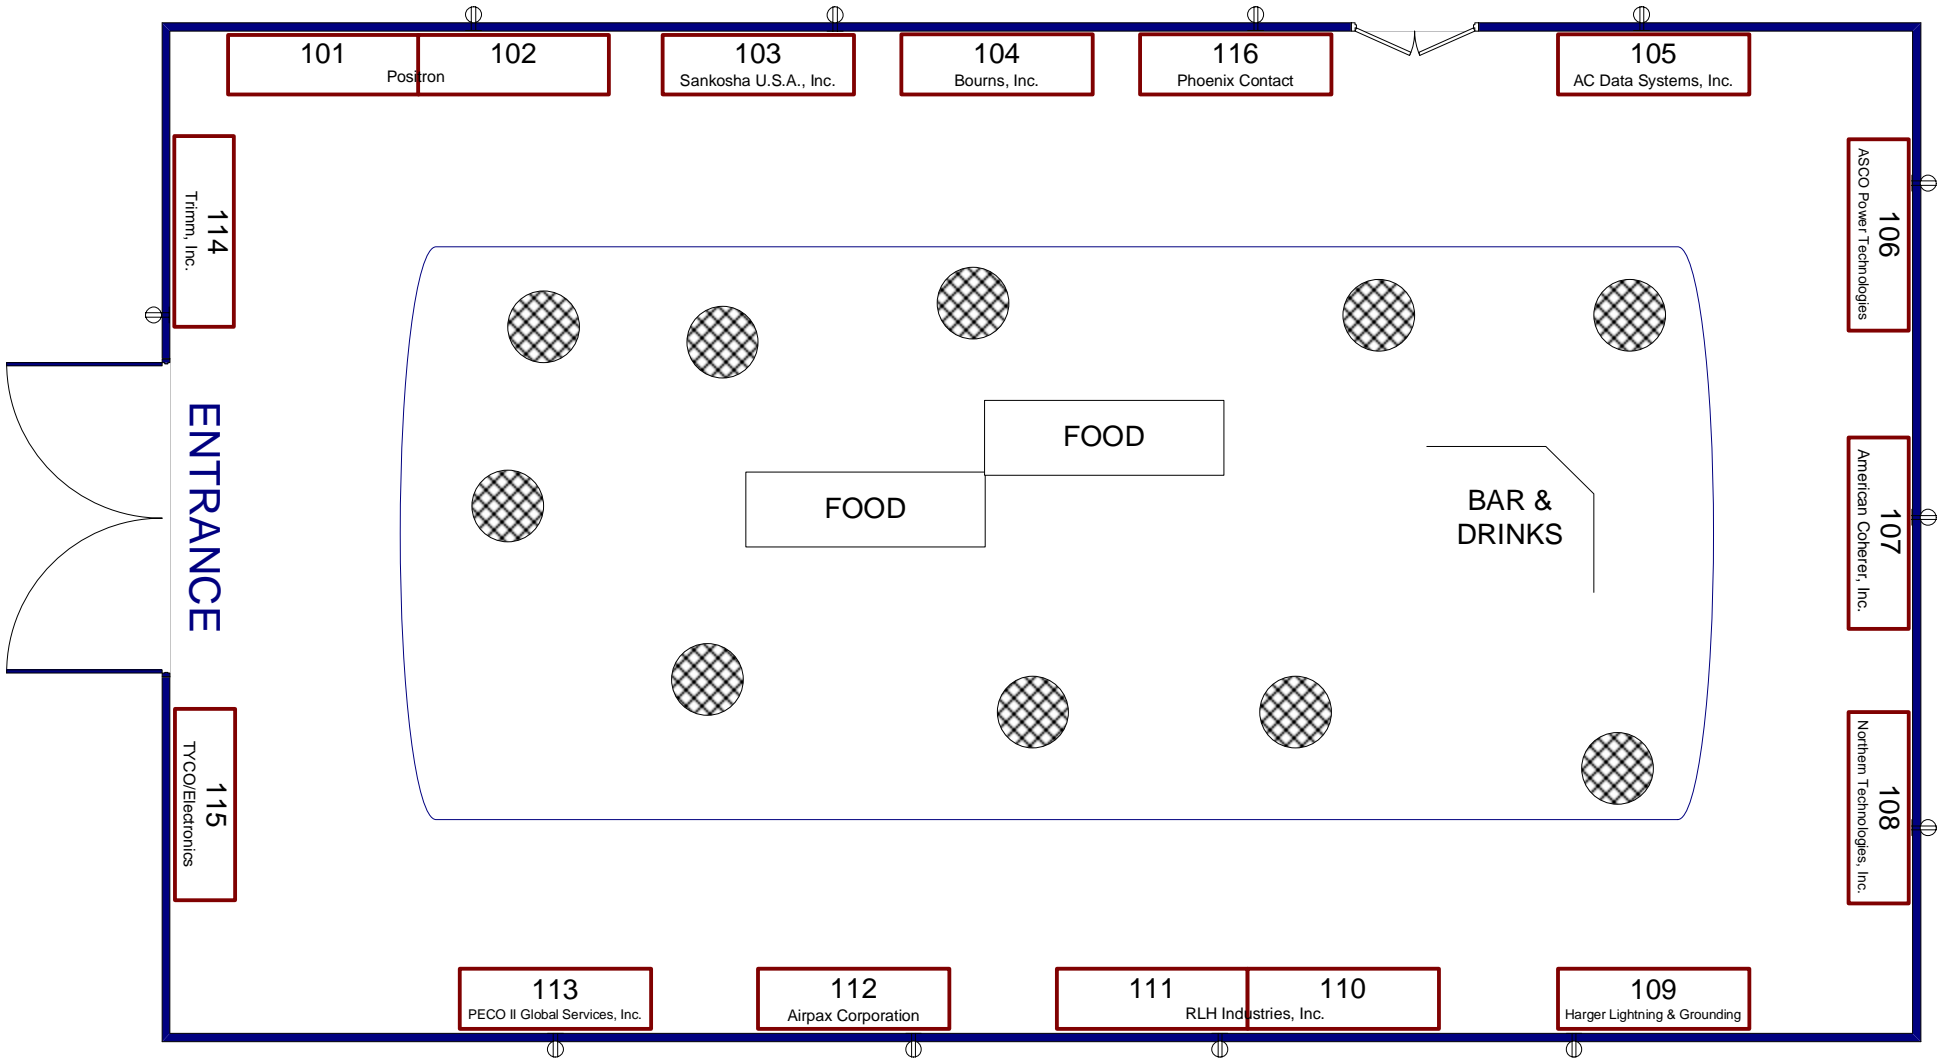 101
102
Positron
103
Sankosha U.S.A., Inc.
104
Bourns, Inc.
116
Phoenix Contact
105
AC Data Systems, Inc.
114
Trimm, Inc.
106
ASCO Power Technologies
ENTRANCE
FOOD
FOOD
BAR &
DRINKS
107
American Coherer, Inc.
115
TYCO/Electronics
108
Northern Technologies, Inc.
113
PECO II Global Services, Inc.
112
Airpax Corporation
111
110
RLH Industries, Inc.
109
Harger Lightning & Grounding